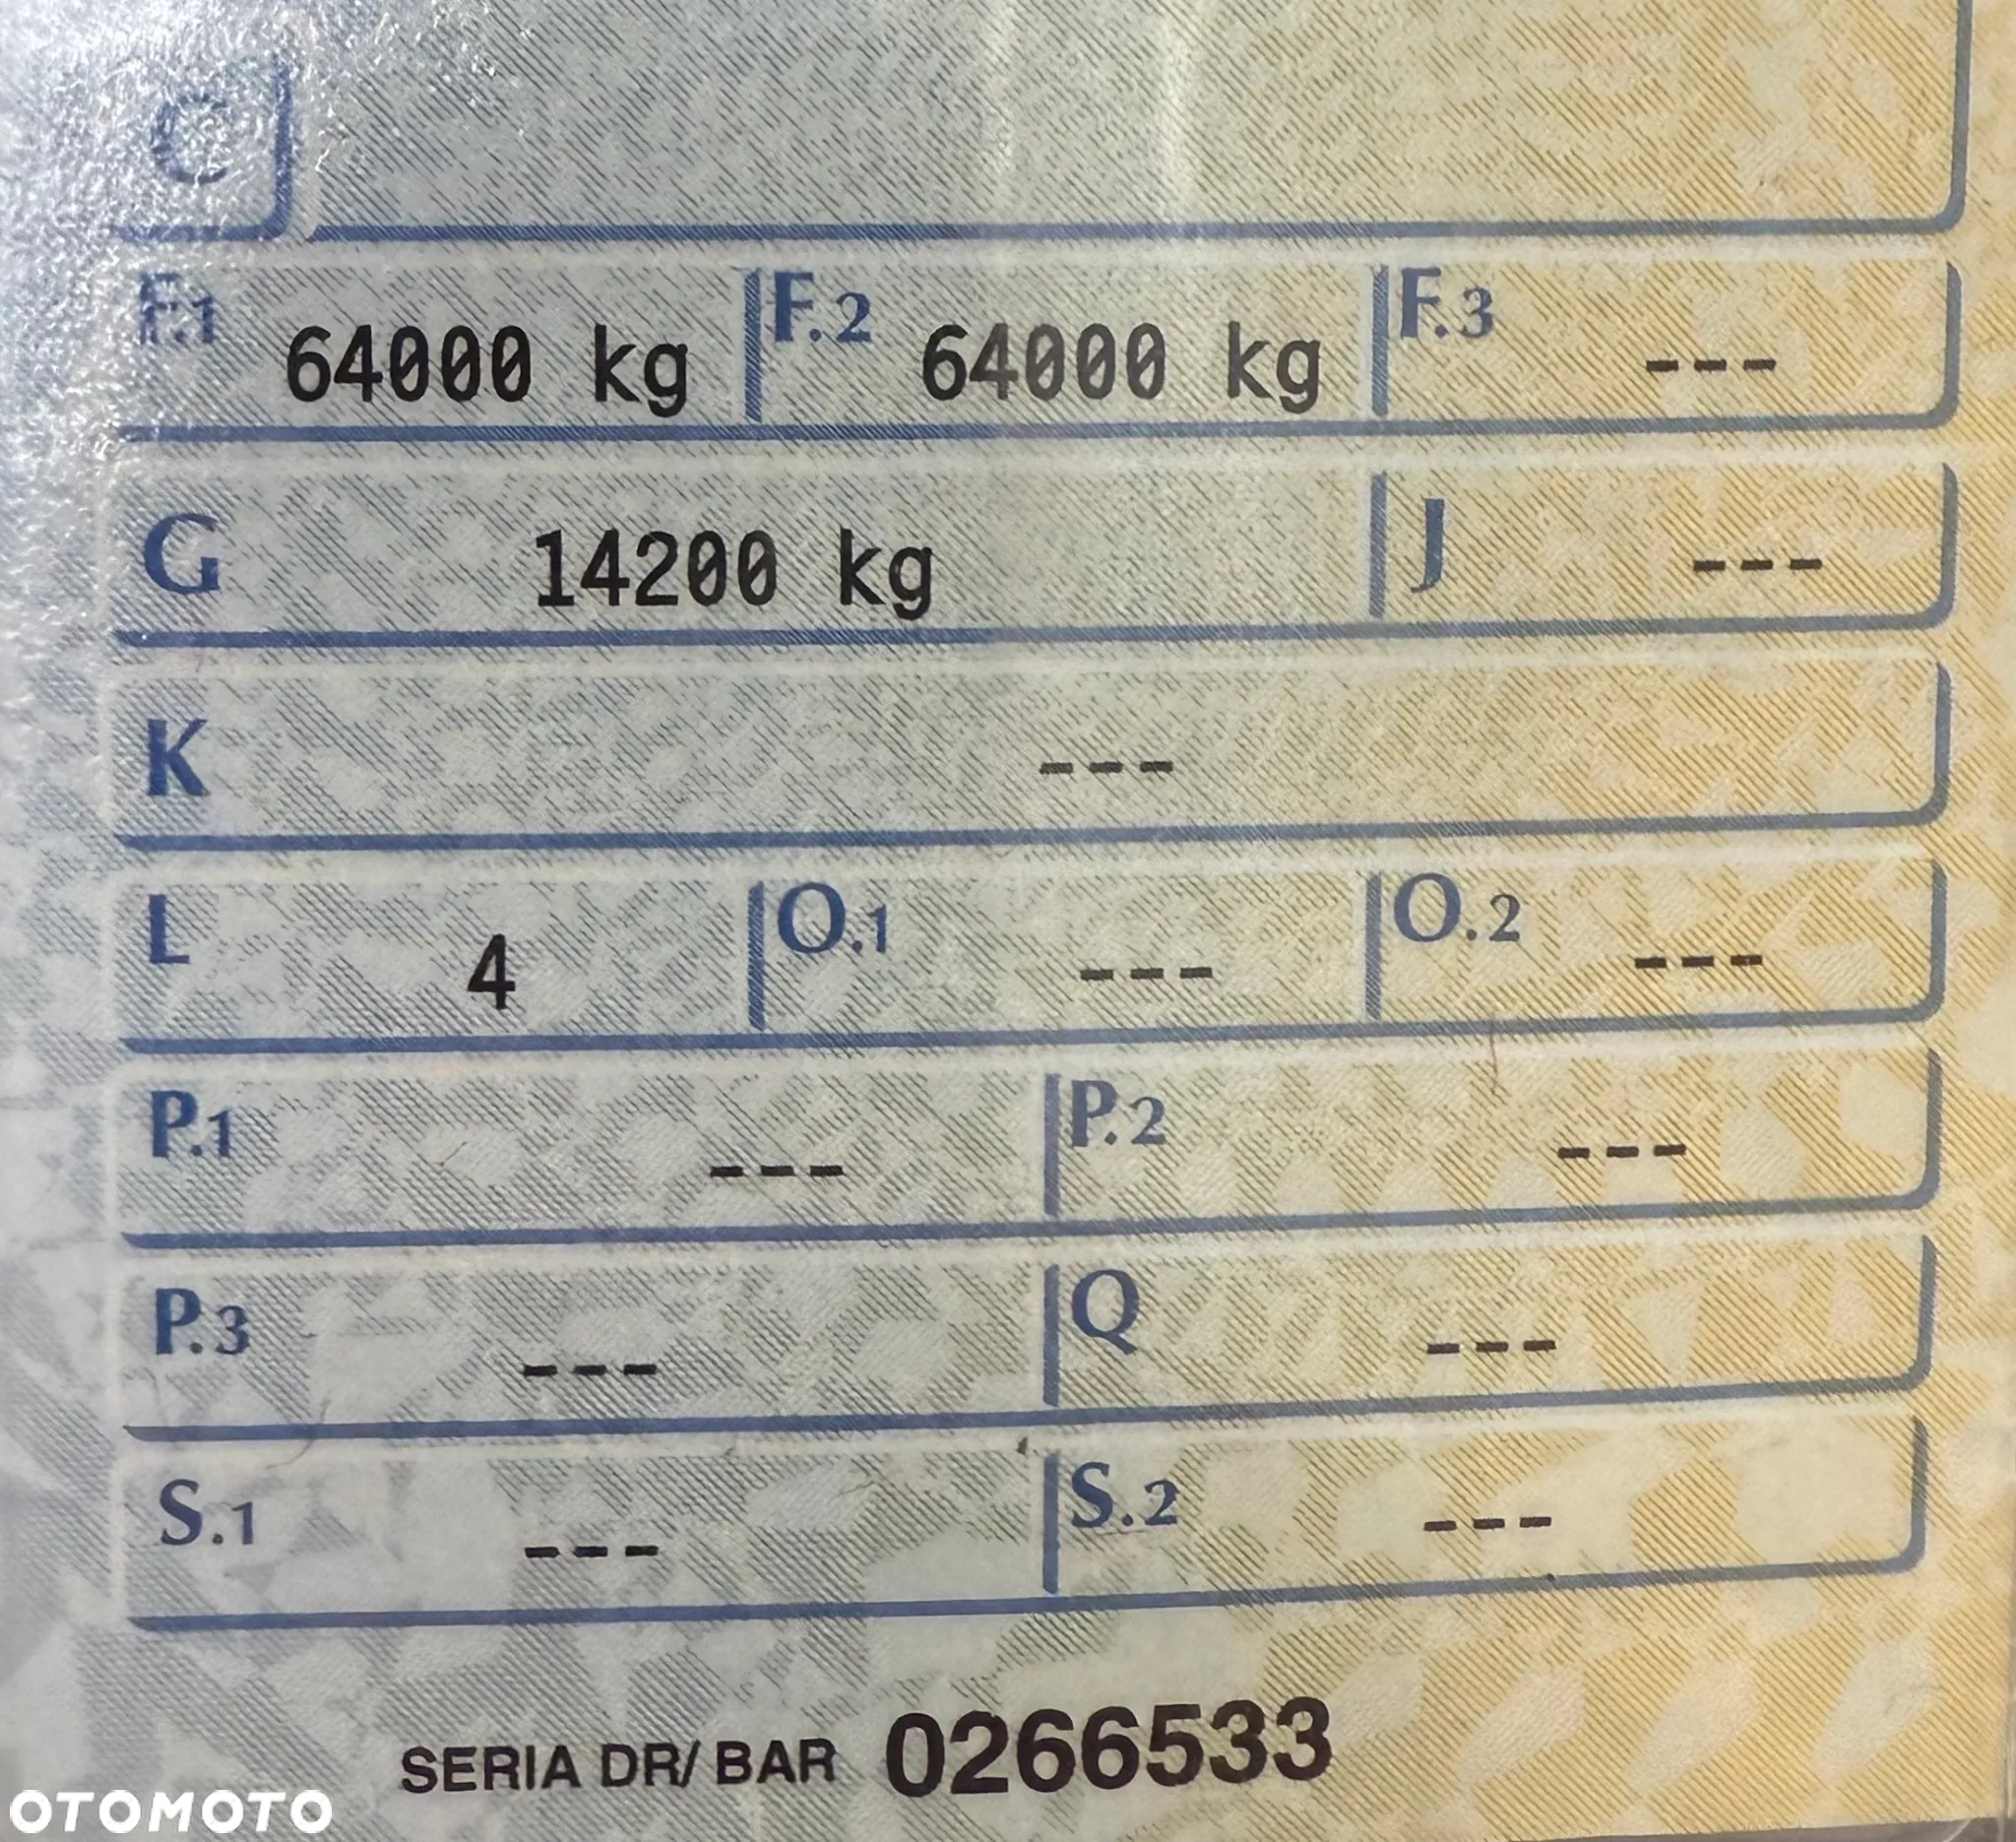 C
F.1 64000 kg F.2 64000 kg F.3 ---
G 14200 kg J ---
K ---
L 4 O.1 --- O.2 ---
P.1 --- P.2 ---
P.3 --- Q ---
S.1 --- S.2 ---
SERIA DR/ BAR 0266533
OTOMOTO